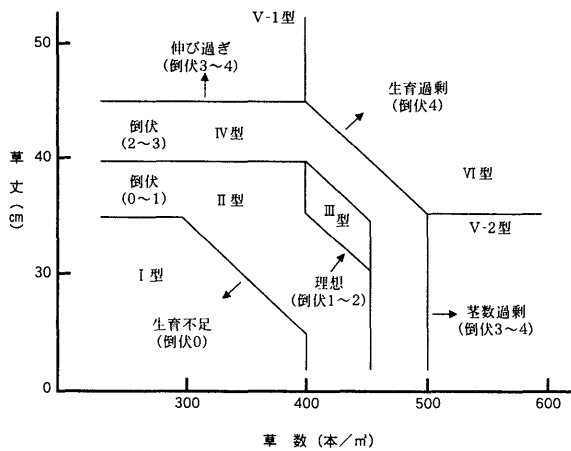 V-1型
50
伸び過ぎ
(倒伏3〜4)
生育過剰
(倒伏4)
倒伏
(2〜3)
Ⅳ型
40
Ⅵ型
倒伏
(0〜1)
Ⅱ型
Ⅲ型
V-2型
草丈(cm)
30
Ⅰ型
理想
(倒伏1〜2)
生育不足
(倒伏0)
茎数過剰
(倒伏3〜4)
0
300
400
500
600
草数(本/㎡)